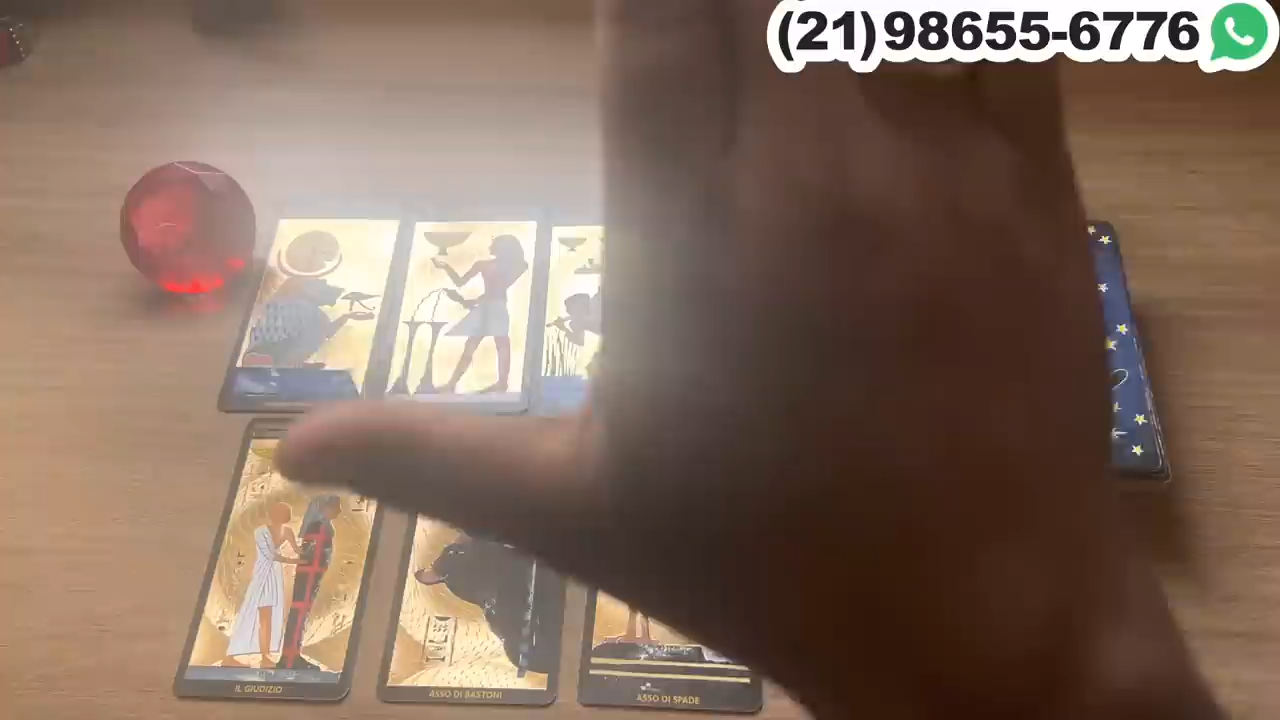 (21)98655-6776
IL GIUDIZIO
ASSO DI BASTONI
ASSO DI SPADE